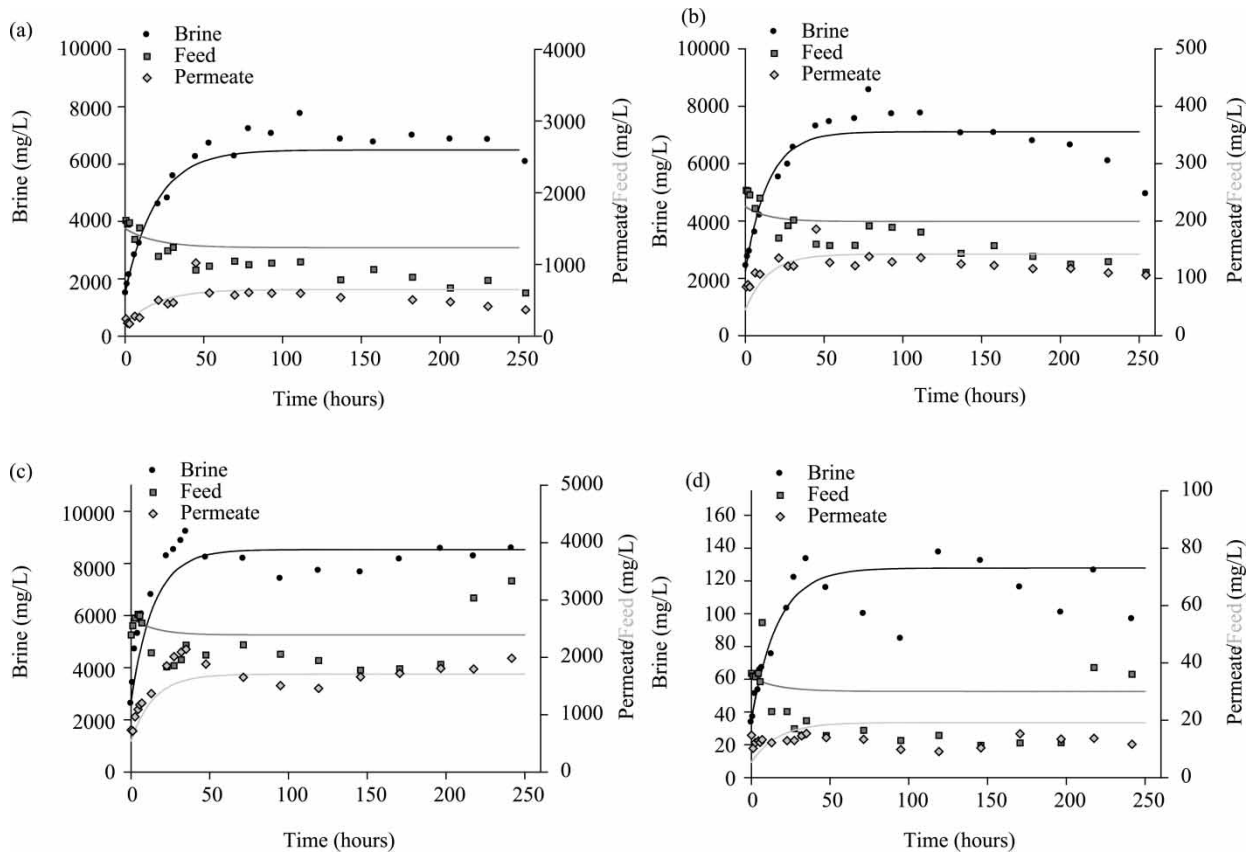 (a)
Brine
Feed
Permeate
10000
8000
6000
4000
2000
0
4000
3000
2000
1000
0
Brine (mg/L)
Permeate/Feed (mg/L)
0 50 100 150 200 250
Time (hours)
(b)
Brine
Feed
Permeate
10000
8000
6000
4000
2000
0
500
400
300
200
100
0
Brine (mg/L)
Permeate/Feed (mg/L)
0 50 100 150 200 250
Time (hours)
(c)
Brine
Feed
Permeate
10000
8000
6000
4000
2000
0
5000
4000
3000
2000
1000
0
Brine (mg/L)
Permeate/Feed (mg/L)
0 50 100 150 200 250
Time (hours)
(d)
Brine
Feed
Permeate
160
140
120
100
80
60
40
20
0
100
80
60
40
20
0
Brine (mg/L)
Permeate/Feed (mg/L)
0 50 100 150 200 250
Time (hours)